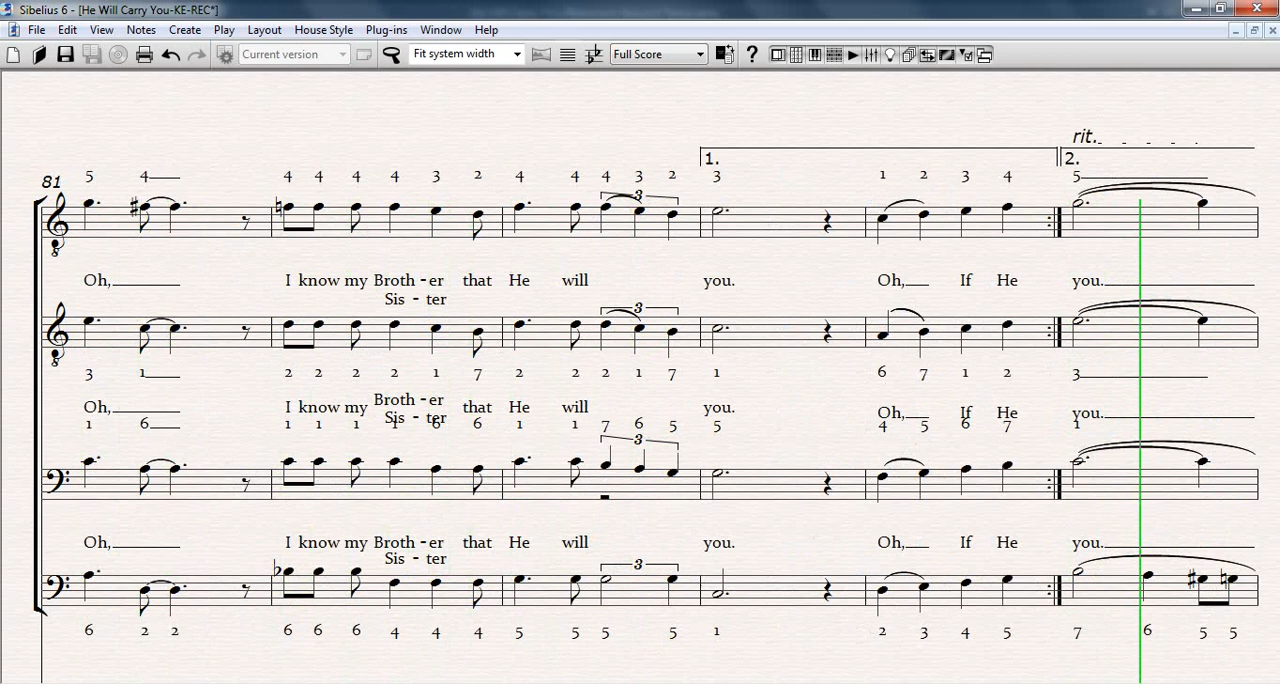 Sibelius 6 - [He Will Carry You-KE-REC*]
File Edit View Notes Create Play Layout House Style Plug-ins Window Help
Current version Fit system width Full Score ?
rit.
1. 2.
5 4 4 4 4 4 3 2 4 4 4 3 2 3 1 2 3 4 5
81
3
Oh, I know my Broth - er that He will you. Oh, If He you.
Sis - ter
3
3 1 2 2 2 2 1 7 2 2 2 1 7 1 6 7 1 2 3
Oh, I know my Broth - er that He will you. Oh, If He you.
Sis - ter
1 6 1 1 1 1 6 6 1 1 7 6 5 5 4 5 6 7 1
3
Oh, I know my Broth - er that He will you. Oh, If He you.
Sis - ter
3
6 2 2 6 6 6 4 4 4 5 5 5 5 1 2 3 4 5 7 6 5 5